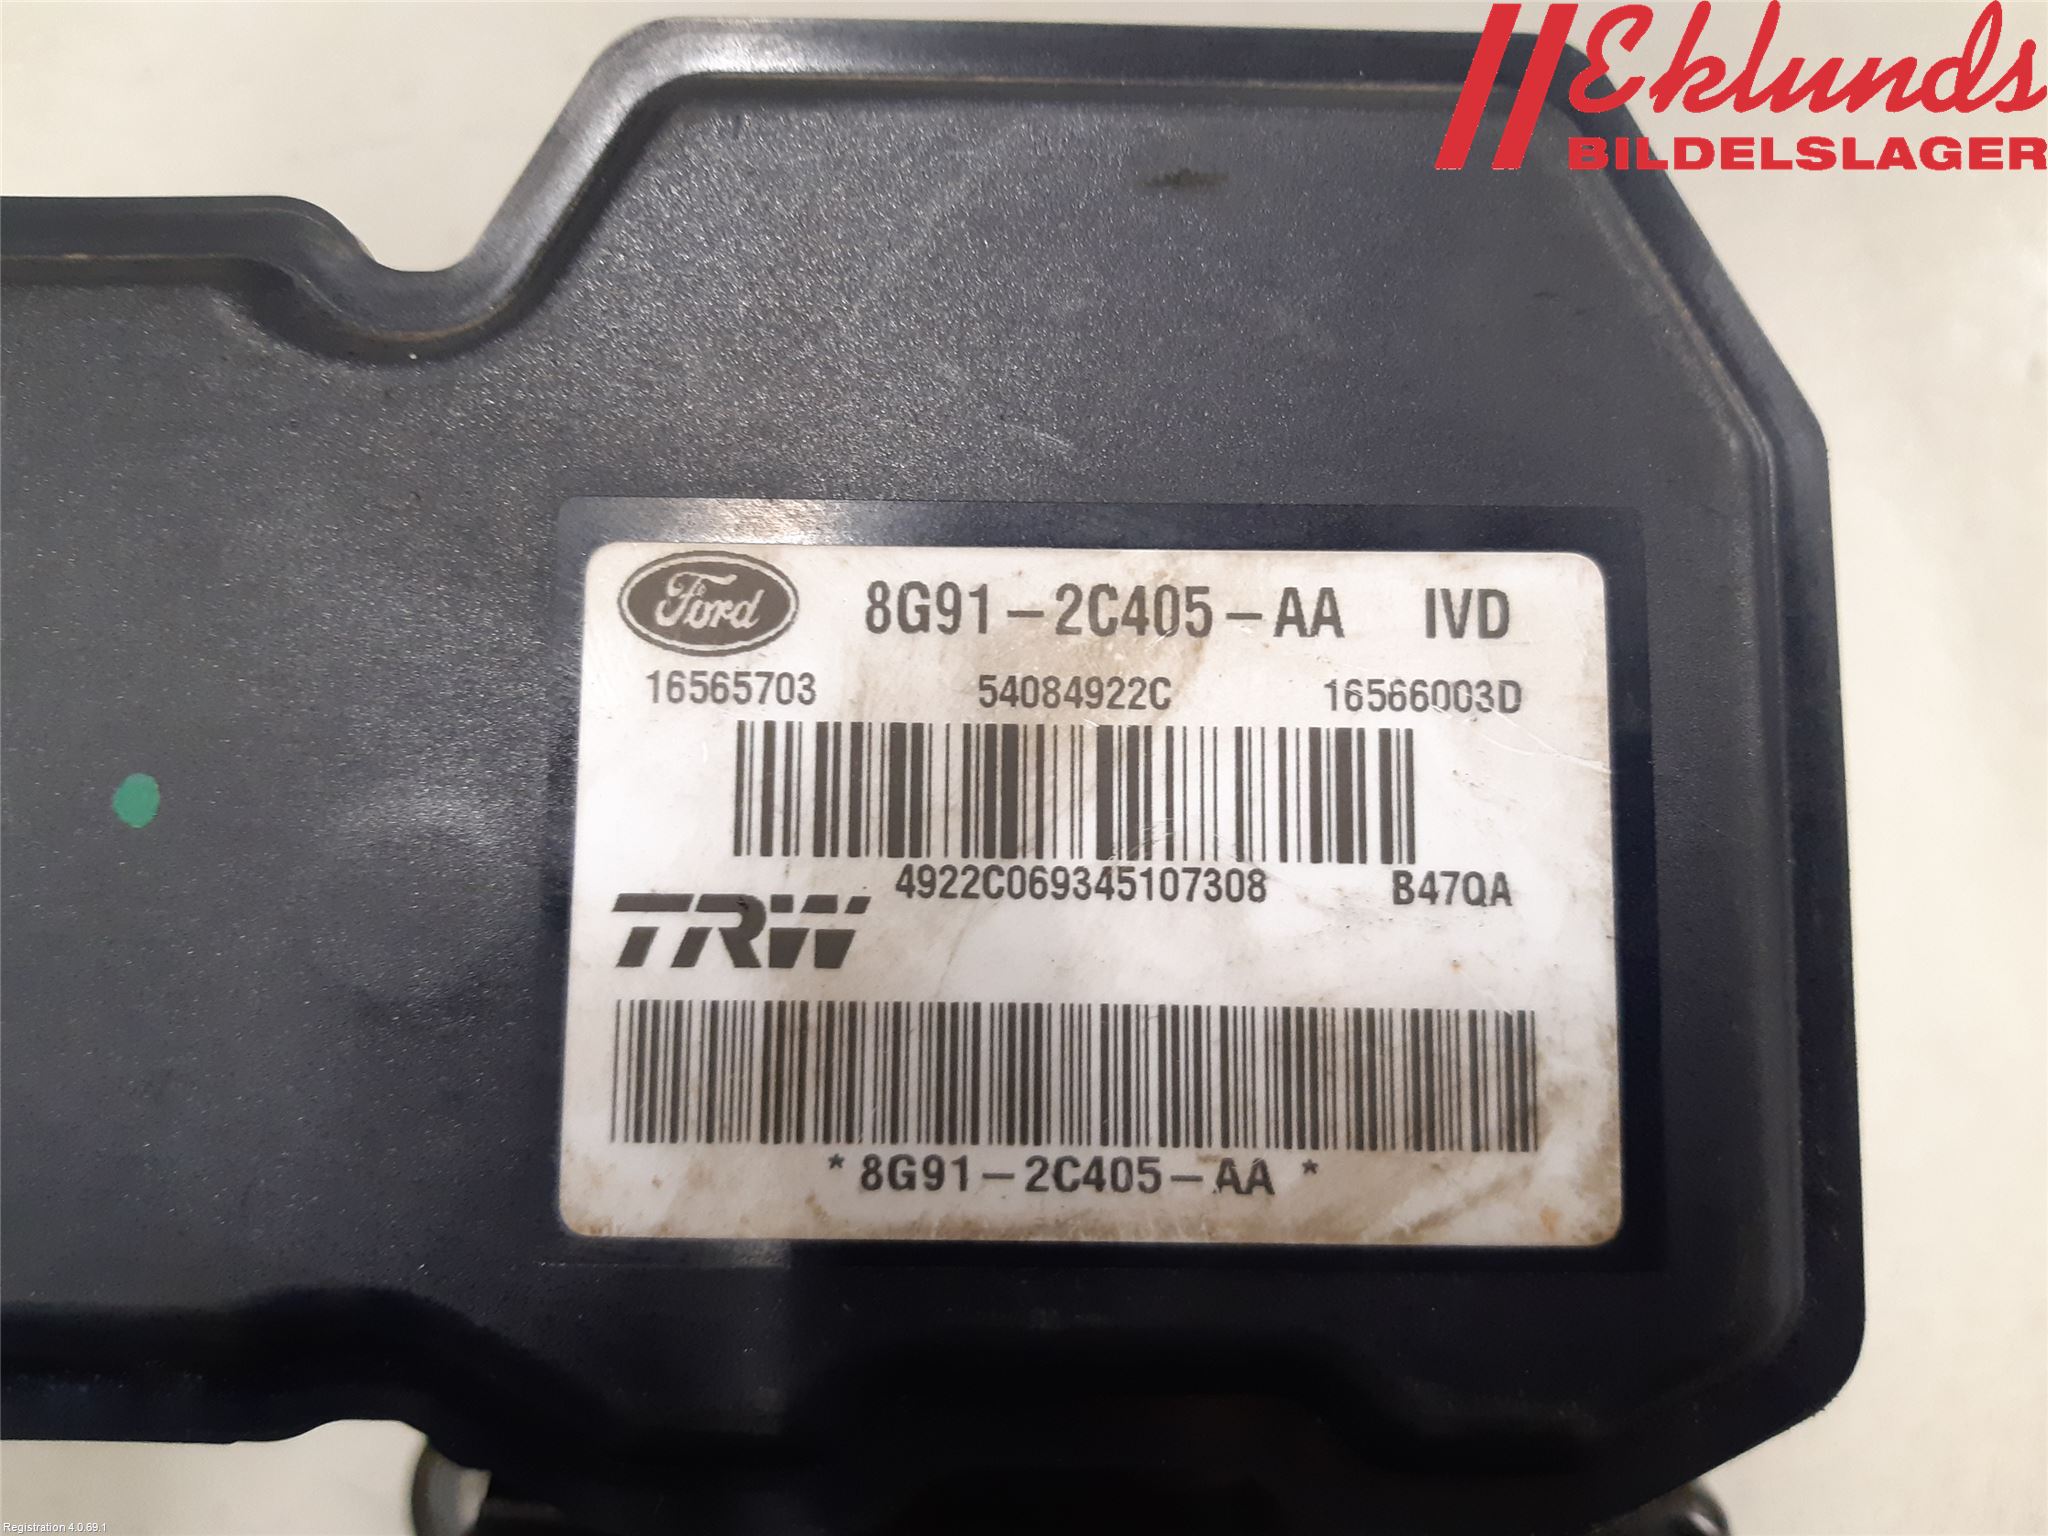 Eklunds
BILDELSLAGER
Ford 8G91-2C405-AA IVD
16565703 54084922C 16566003D
4922C069345107308 B47QA
TRW
*8G91-2C405-AA*
Registration 4.0.69.1